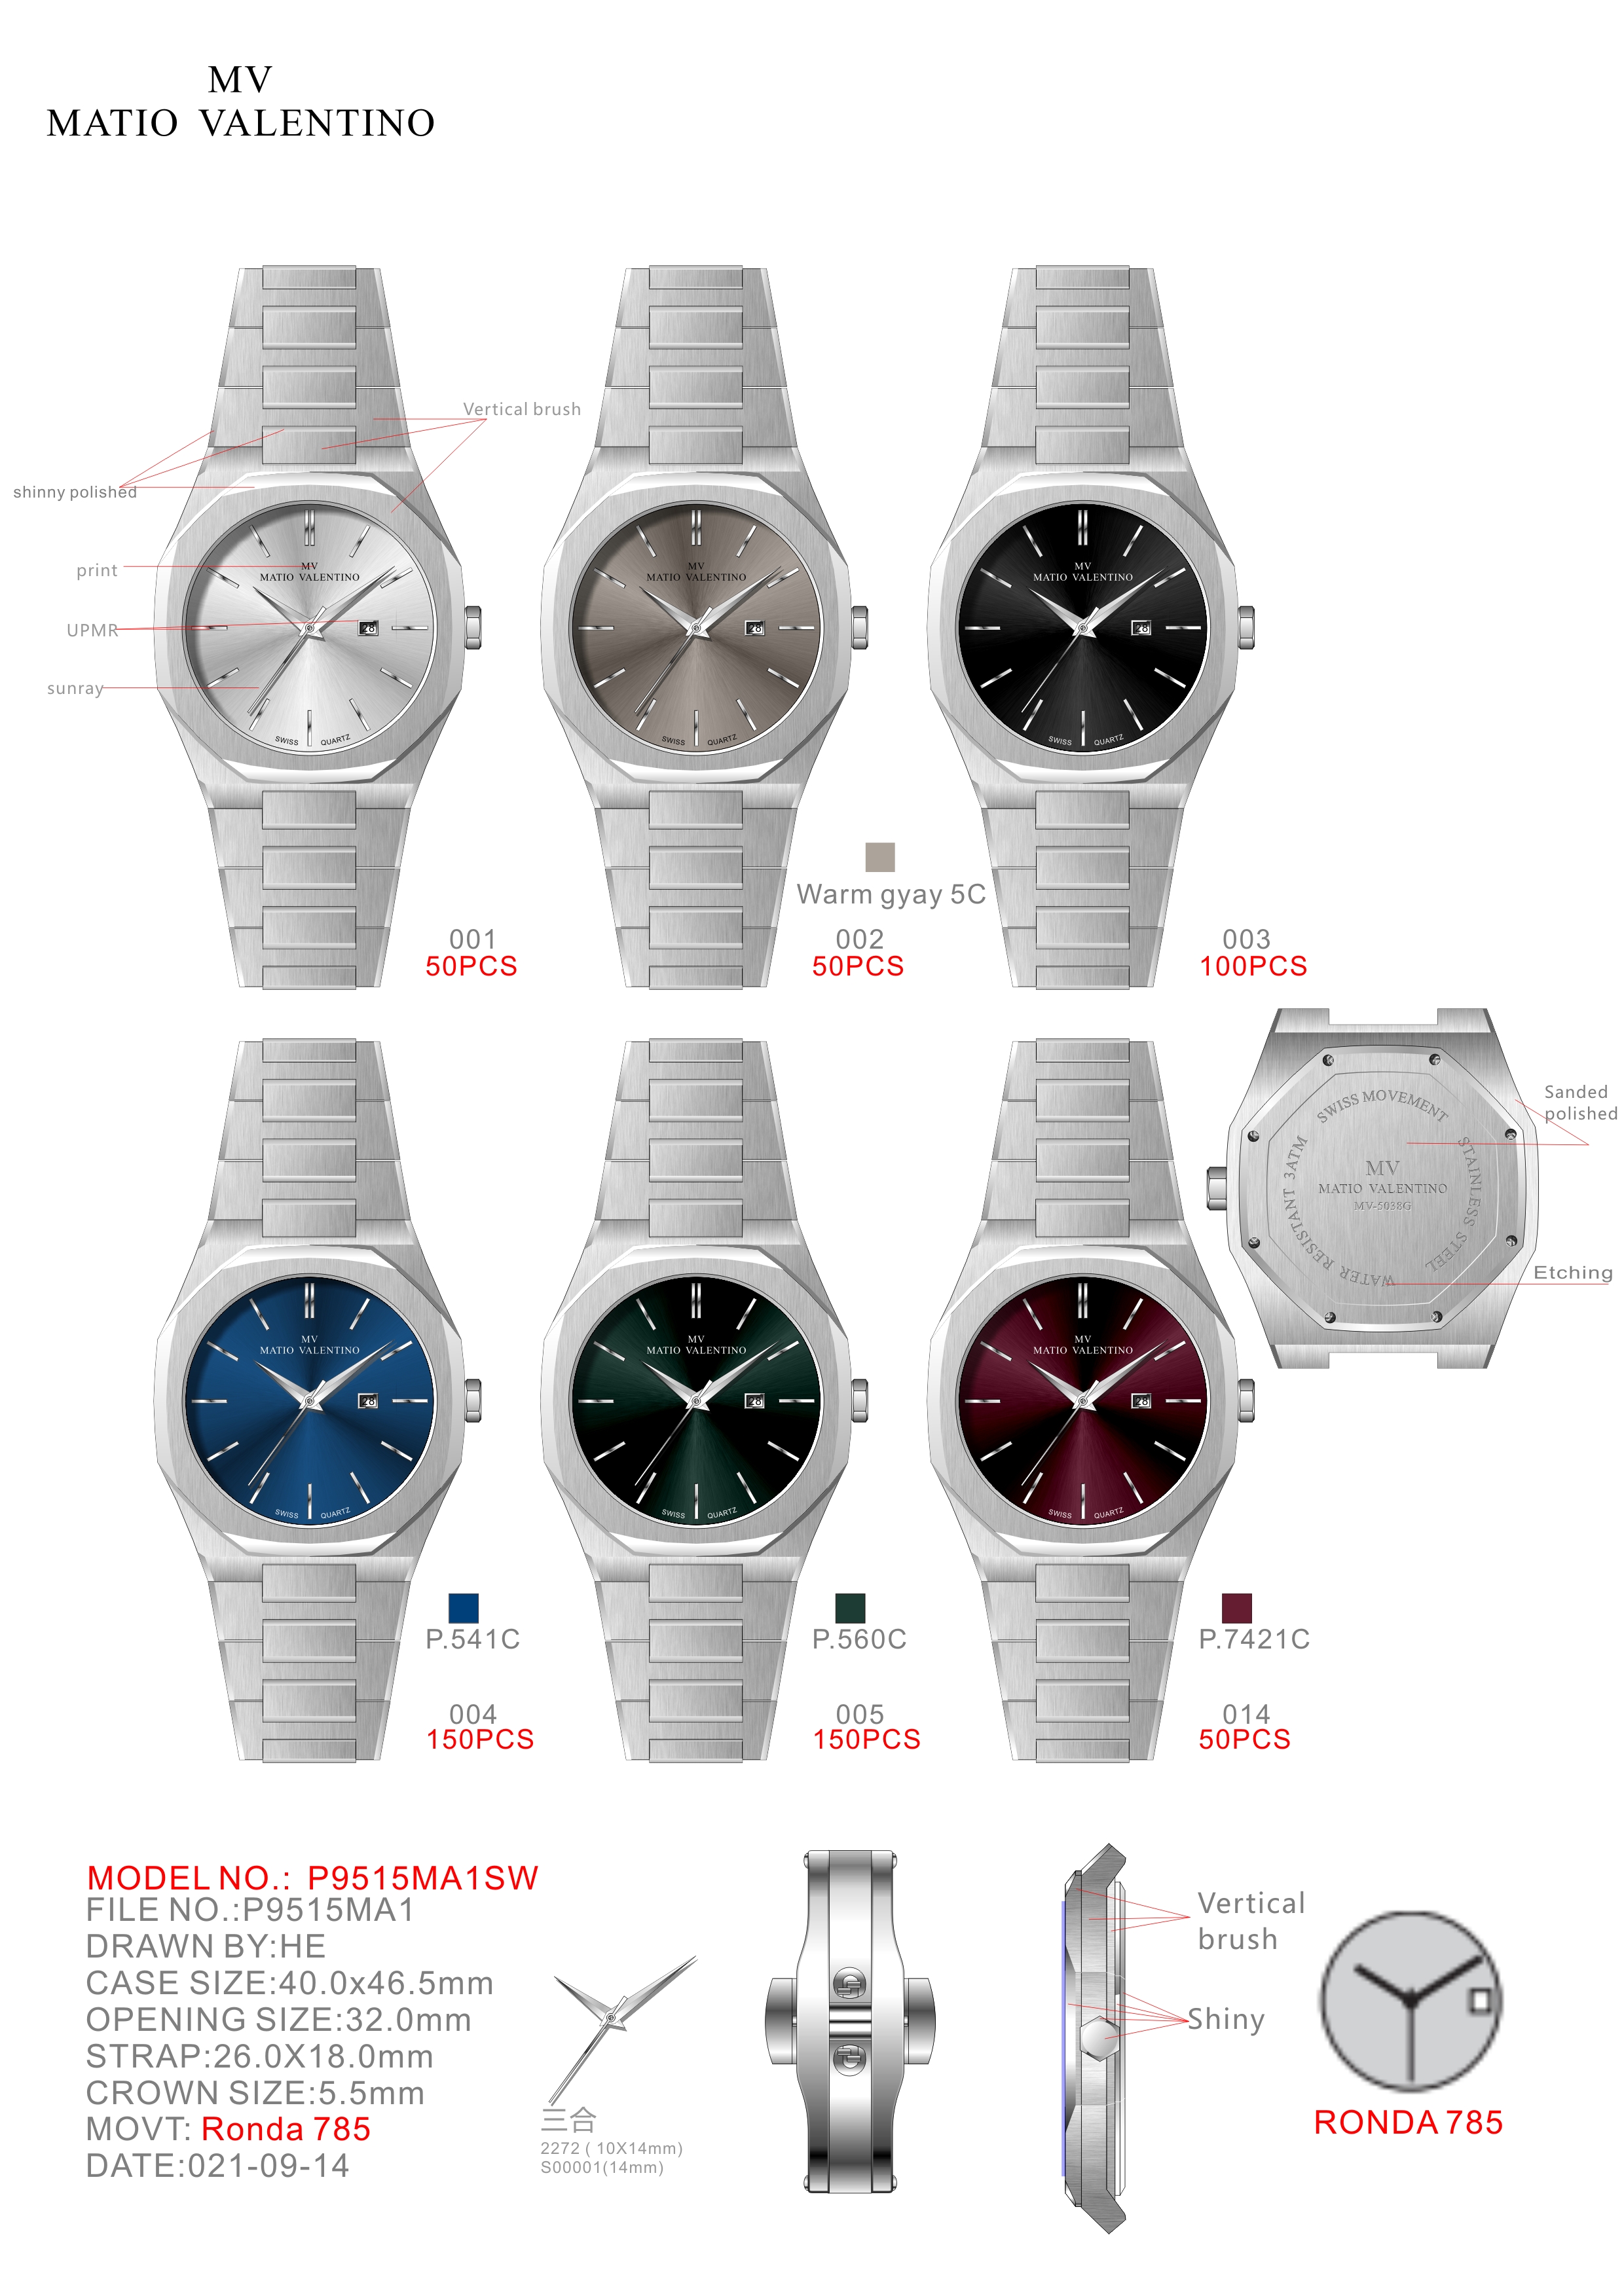 MV
MATIO VALENTINO
Vertical brush
shinny polished
print
UPMR
sunray
MV
MATIO VALENTINO
28
SWISS QUARTZ
MV
MATIO VALENTINO
28
SWISS QUARTZ
MV
MATIO VALENTINO
28
SWISS QUARTZ
Warm gyay 5C
001
50PCS
002
50PCS
003
100PCS
MV
MATIO VALENTINO
28
SWISS QUARTZ
MV
MATIO VALENTINO
28
SWISS QUARTZ
MV
MATIO VALENTINO
28
SWISS QUARTZ
SWISS MOVEMENT
STAINLESS STEEL
WATER RESISTANT 3ATM
MV
MATIO VALENTINO
MV-5038G
Sanded
polished
Etching
P.541C
004
150PCS
P.560C
005
150PCS
P.7421C
014
50PCS
MODEL NO.: P9515MA1SW
FILE NO.:P9515MA1
DRAWN BY:HE
CASE SIZE:40.0x46.5mm
OPENING SIZE:32.0mm
STRAP:26.0X18.0mm
CROWN SIZE:5.5mm
MOVT: Ronda 785
DATE:021-09-14
三合
2272 ( 10X14mm)
S00001(14mm)
Vertical
brush
Shiny
RONDA 785